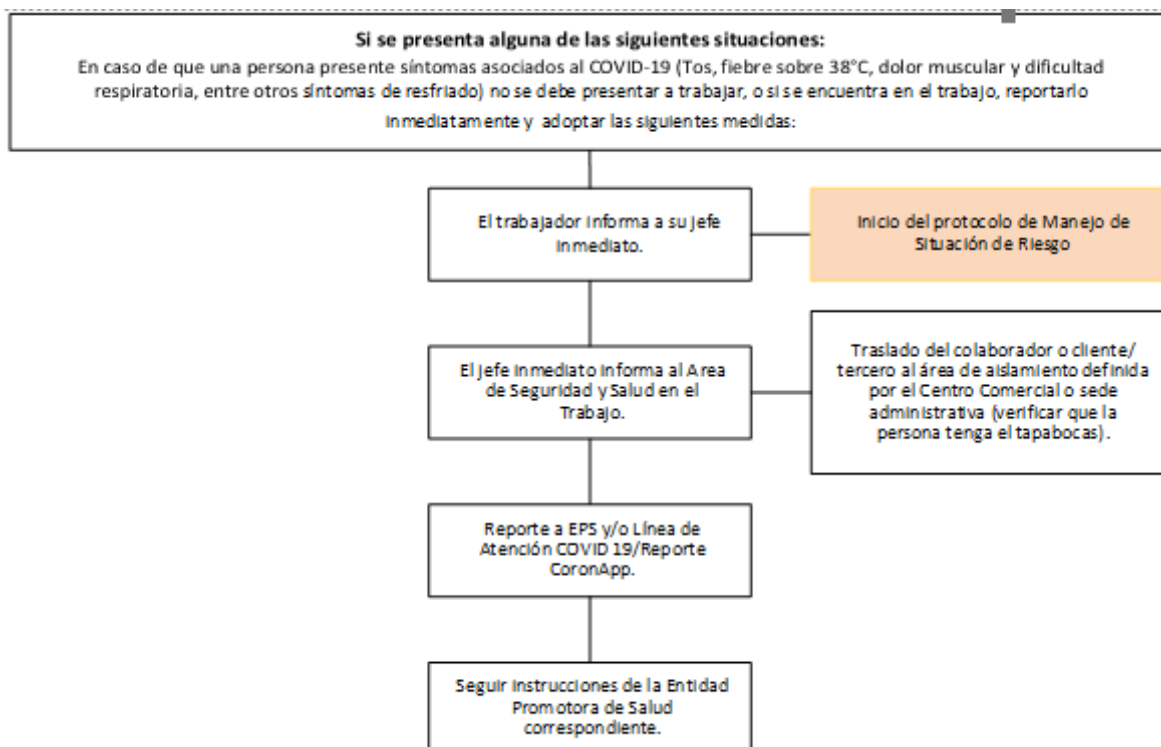 Si se presenta alguna de las siguientes situaciones:
En caso de que una persona presente síntomas asociados al COVID-19 (Tos, fiebre sobre 38°C, dolor muscular y dificultad
respiratoria, entre otros síntomas de resfriado) no se debe presentar a trabajar, o si se encuentra en el trabajo, reportarlo
inmediatamente y adoptar las siguientes medidas:
El trabajador informa a su jefe
inmediato.
Inicio del protocolo de Manejo de
Situación de Riesgo
El jefe inmediato informa al Area
de Seguridad y Salud en el
Trabajo.
Traslado del colaborador o cliente/
tercero al área de aislamiento definida
por el Centro Comercial o sede
administrativa (verificar que la
persona tenga el tapabocas).
Reporte a EPS y/o Línea de
Atención COVID 19/Reporte
CoronApp.
Seguir instrucciones de la Entidad
Promotora de Salud
correspondiente.